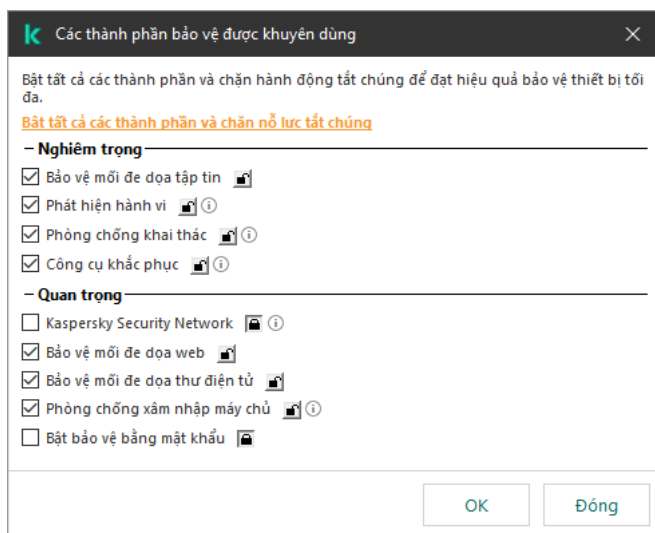 Các thành phần bảo vệ được khuyên dùng
Bật tất cả các thành phần và chặn hành động tắt chúng để đạt hiệu quả bảo vệ thiết bị tối
đa.
Bật tất cả các thành phần và chặn nỗ lực tắt chúng
Nghiêm trọng
Bảo vệ mối đe dọa tập tin
Phát hiện hành vi
Phòng chống khai thác
Công cụ khắc phục
Quan trọng
Kaspersky Security Network
Bảo vệ mối đe dọa web
Bảo vệ mối đe dọa thư điện tử
Phòng chống xâm nhập máy chủ
Bật bảo vệ bằng mật khẩu
OK
Đóng